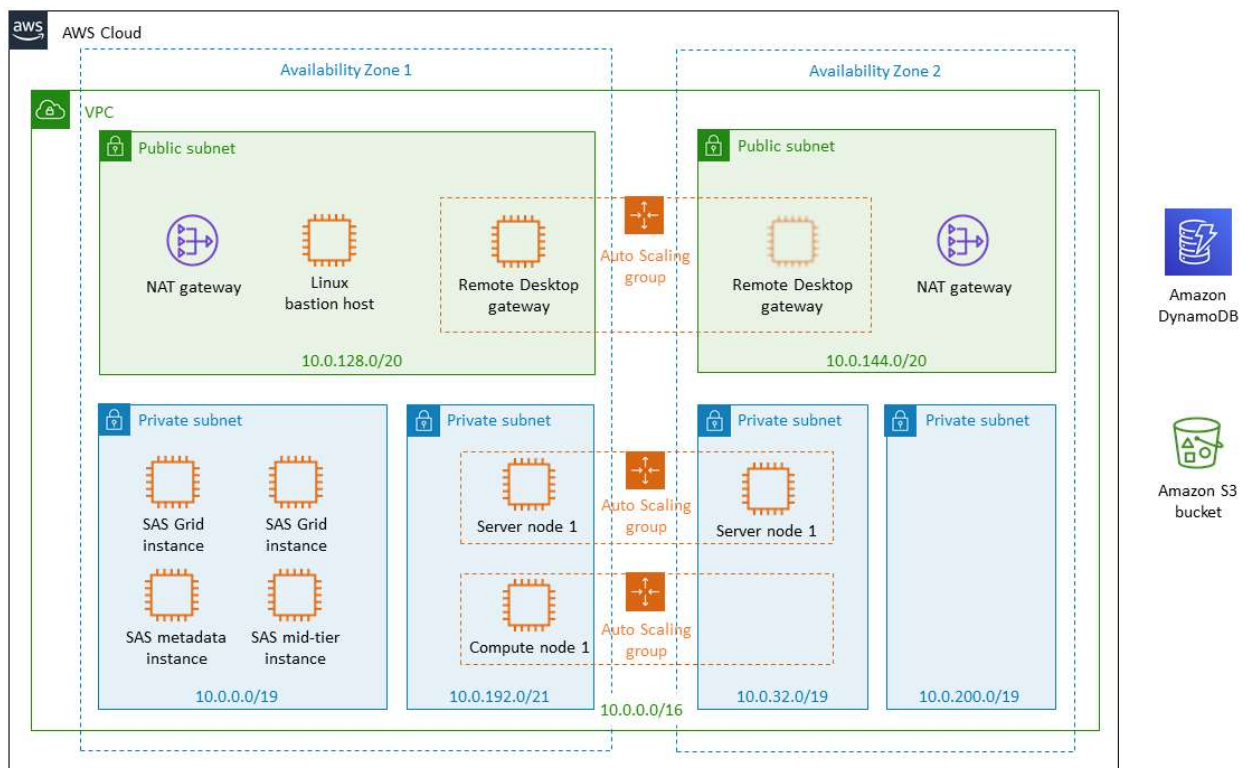 aws
AWS Cloud
Availability Zone 1
Availability Zone 2
VPC
Public subnet
Public subnet
NAT gateway
Linux
bastion host
Remote Desktop
gateway
Auto Scaling
group
Remote Desktop
gateway
NAT gateway
10.0.128.0/20
10.0.144.0/20
Amazon
DynamoDB
Private subnet
Private subnet
Private subnet
Private subnet
SAS Grid
instance
SAS Grid
instance
Server node 1
Auto Scaling
group
Server node 1
Amazon S3
bucket
SAS metadata
instance
SAS mid-tier
instance
Compute node 1
Auto Scaling
group
10.0.0.0/19
10.0.192.0/21
10.0.0.0/16
10.0.32.0/19
10.0.200.0/19